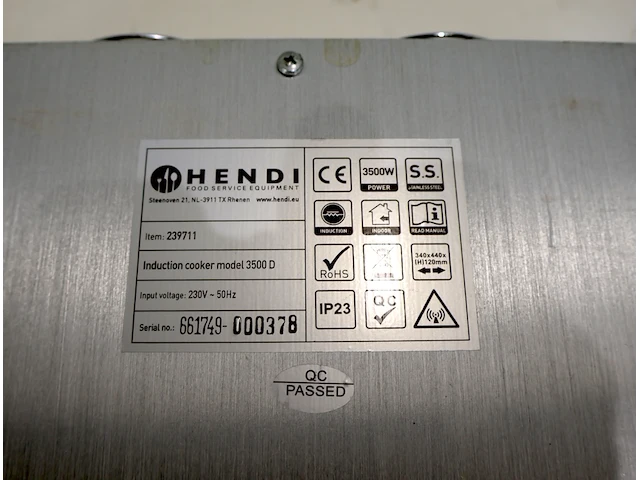 HENDI
FOOD SERVICE EQUIPMENT
Steenoven 21, NL-3911 TX Rhenen www.hendi.eu
Item: 239711
Induction cooker model 3500 D
Input voltage: 230V ~ 50Hz
Serial no.: 661749-000378
CE
3500W
POWER
S.S.
STAINLESS STEEL
INDUCTION
INDOOR
READ MANUAL
RoHS
340x440x
(H)120mm
IP23
QC
QC
PASSED